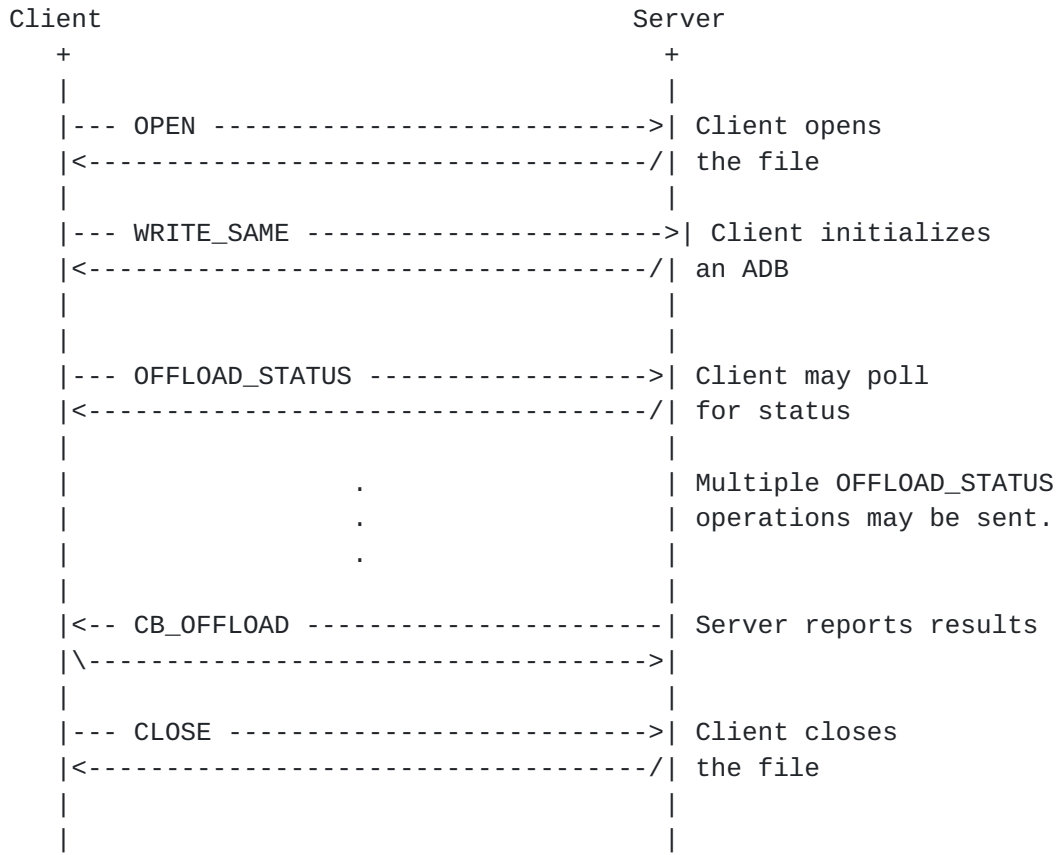 Client                                  Server
   +                                      +
   |                                      |
   |--- OPEN ---------------------------->| Client opens
   |<------------------------------------/| the file
   |                                      |
   |--- WRITE_SAME ----------------------->| Client initializes
   |<------------------------------------/| an ADB
   |                                      |
   |                                      |
   |--- OFFLOAD_STATUS ------------------>| Client may poll
   |<------------------------------------/| for status
   |                                      |
   |                  .                   | Multiple OFFLOAD_STATUS
   |                  .                   | operations may be sent.
   |                  .                   |
   |                                      |
   |<-- CB_OFFLOAD -----------------------| Server reports results
   |\------------------------------------>|
   |                                      |
   |--- CLOSE --------------------------->| Client closes
   |<------------------------------------/| the file
   |                                      |
   |                                      |